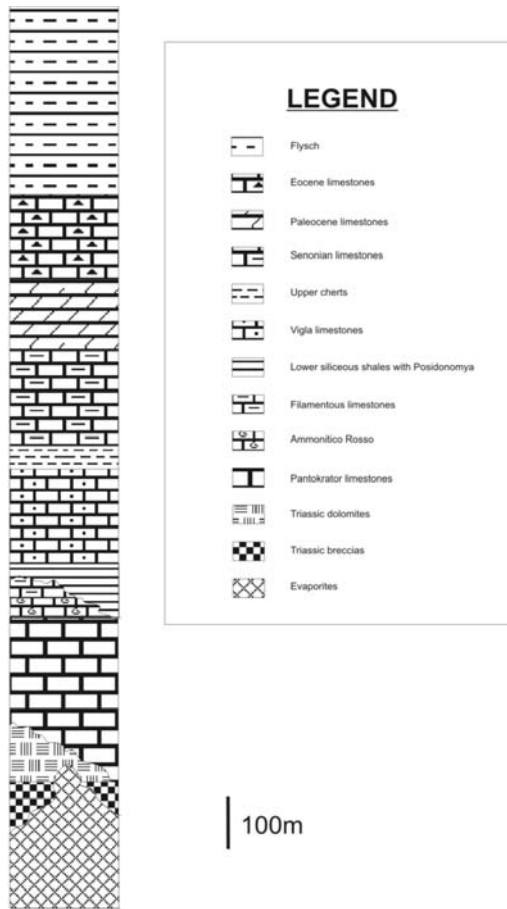 LEGEND
Flysch
Eocene limestones
Paleocene limestones
Senonian limestones
Upper cherts
Vigla limestones
Lower siliceous shales with Posidonomya
Filamentous limestones
Ammonitico Rosso
Pantokrator limestones
Triassic dolomites
Triassic breccias
Evaporites
100m